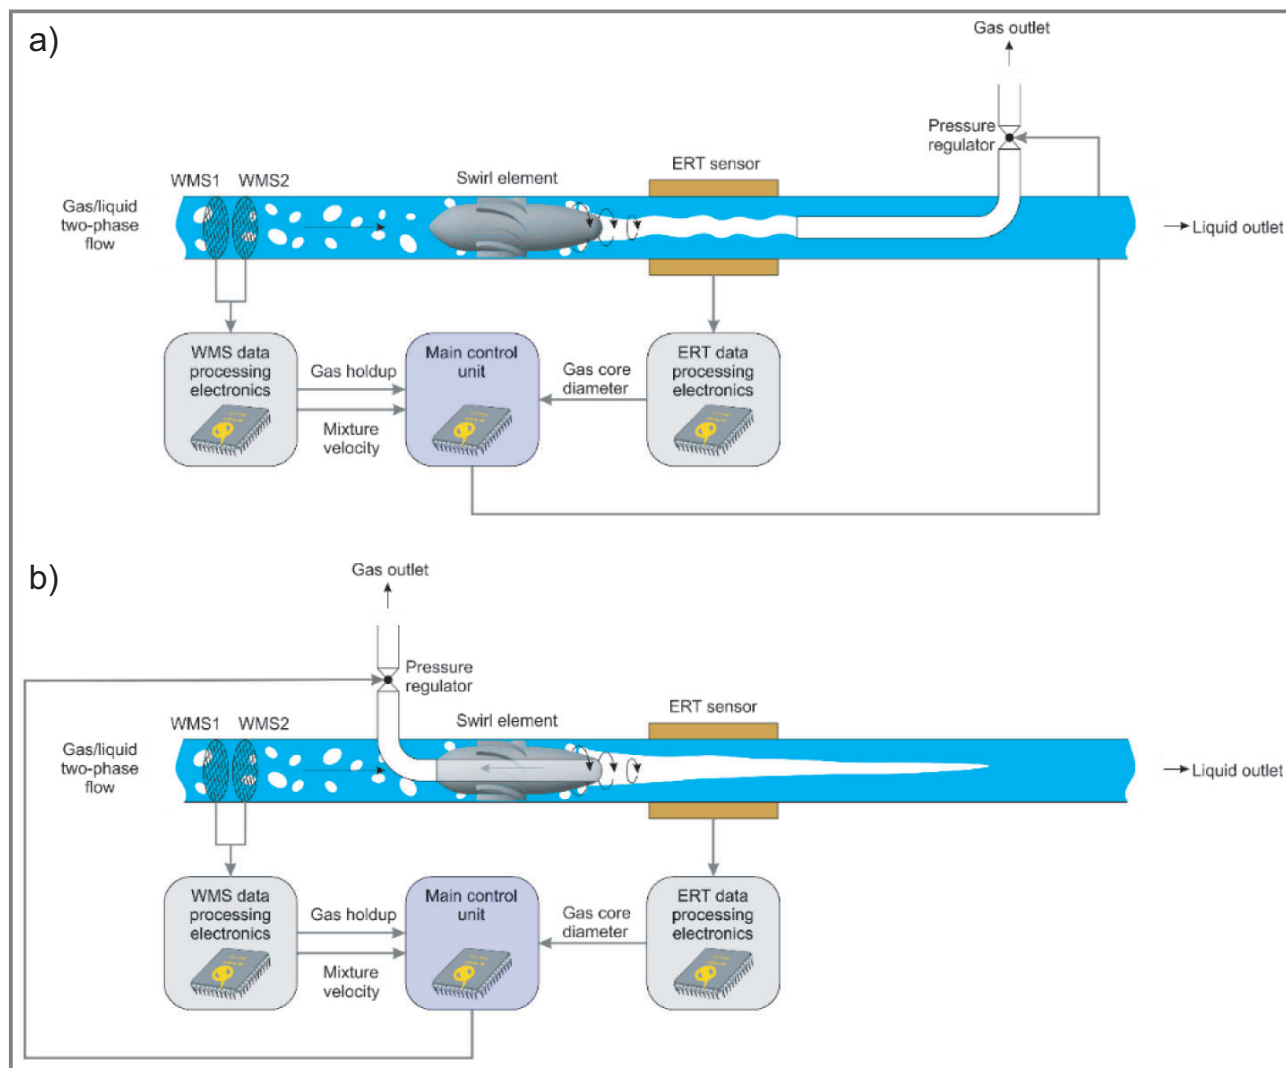 a)
Gas outlet
Pressure
regulator
ERT sensor
WMS1
WMS2
Swirl element
Gas/liquid
two-phase
flow
Liquid outlet
WMS data
processing
electronics
Gas holdup
Mixture
velocity
Main control
unit
Gas core
diameter
ERT data
processing
electronics
b)
Gas outlet
Pressure
regulator
ERT sensor
WMS1
WMS2
Swirl element
Gas/liquid
two-phase
flow
Liquid outlet
WMS data
processing
electronics
Gas holdup
Mixture
velocity
Main control
unit
Gas core
diameter
ERT data
processing
electronics